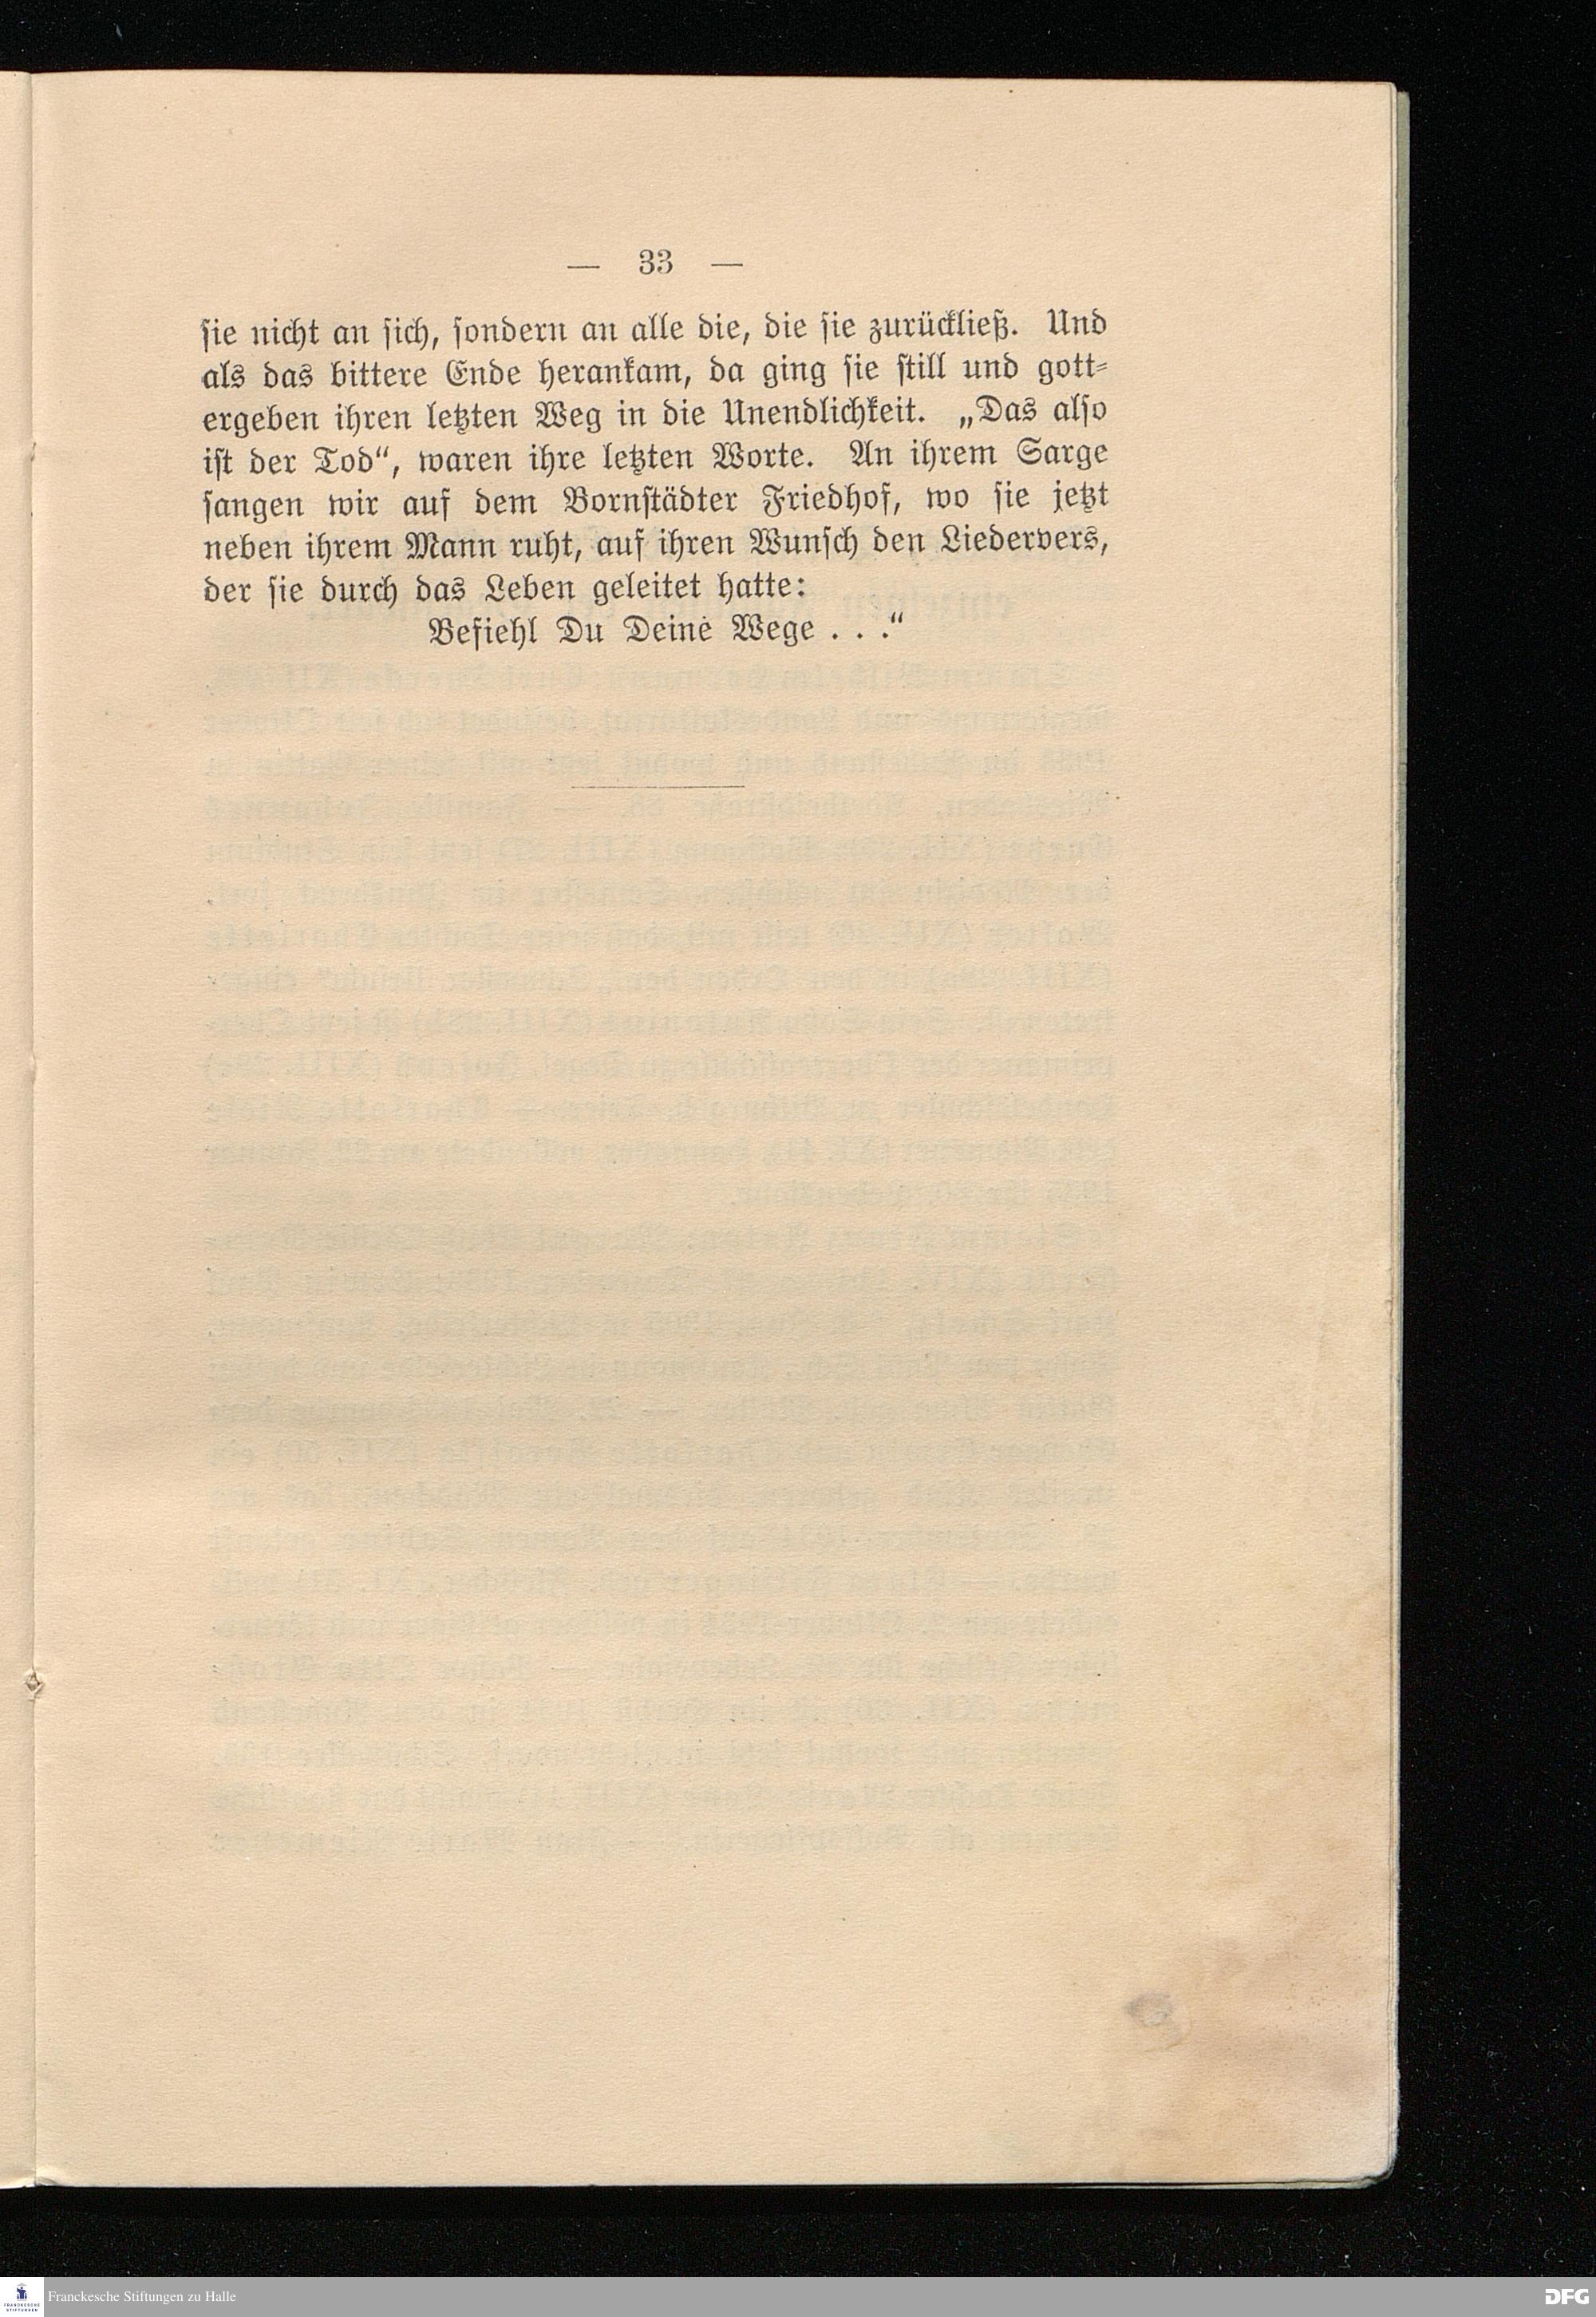 — 33 —
sie nicht an sich, sondern an alle die, die sie zurückließ. Und
als das bittere Ende herankam, da ging sie still und gott-
ergeben ihren letzten Weg in die Unendlichkeit. „Das also
ist der Tod“, waren ihre letzten Worte. An ihrem Sarge
sangen wir auf dem Bornstädter Friedhof, wo sie jetzt
neben ihrem Mann ruht, auf ihren Wunsch den Liedervers,
der sie durch das Leben geleitet hatte:
Befiehl Du Deine Wege . . .“
FRANCKESCHE
STIFTUNGEN
Franckesche Stiftungen zu Halle
DFG